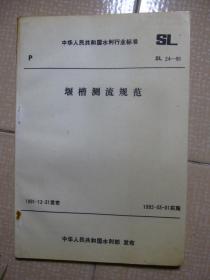 中华人民共和国水利行业标准
SL
P
SL 24—91
堰槽测流规范
1991-12-31发布
1992-03-01实施
中华人民共和国水利部 发布